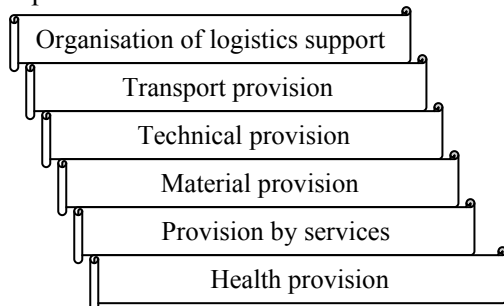 Organisation of logistics support
Transport provision
Technical provision
Material provision
Provision by services
Health provision